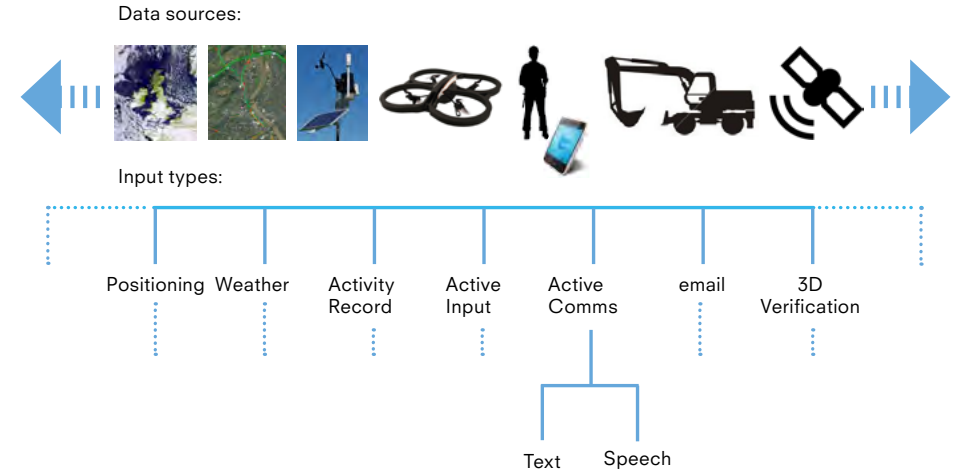 Data sources:
Input types:
Positioning
Weather
Activity
Record
Active
Input
Active
Comms
email
3D
Verification
Text
Speech